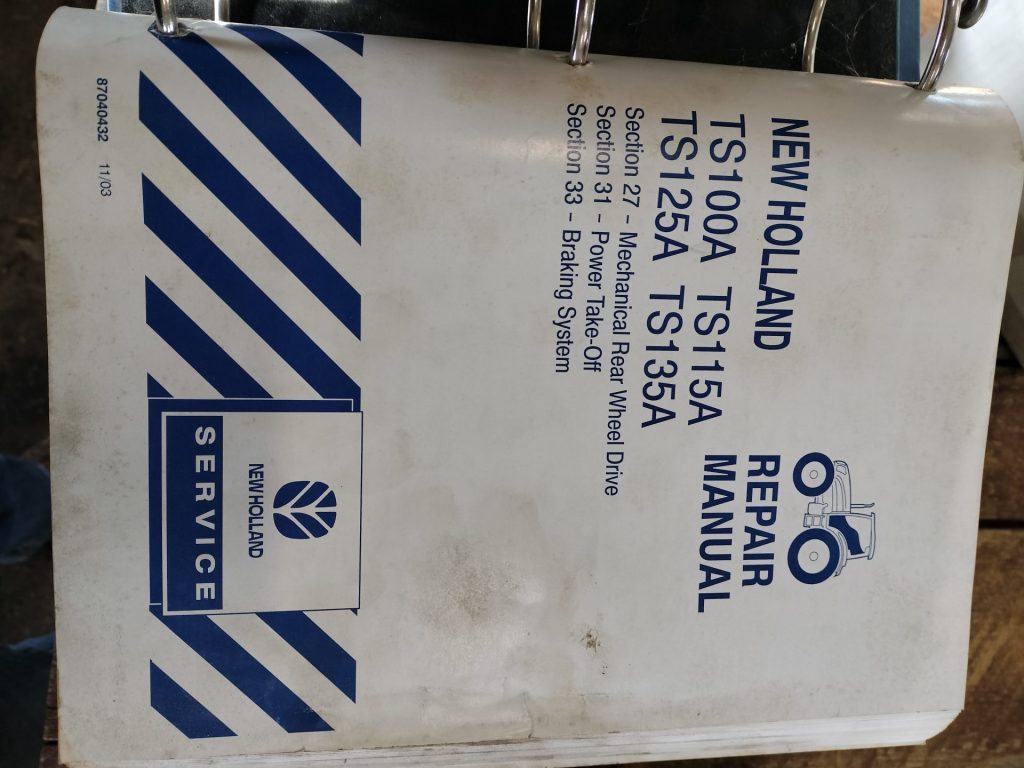 NEW HOLLAND
TS100A TS115A
TS125A TS135A
REPAIR
MANUAL
Section 27 – Mechanical Rear Wheel Drive
Section 31 – Power Take-Off
Section 33 – Braking System
NEW HOLLAND
SERVICE
87040432 11/03